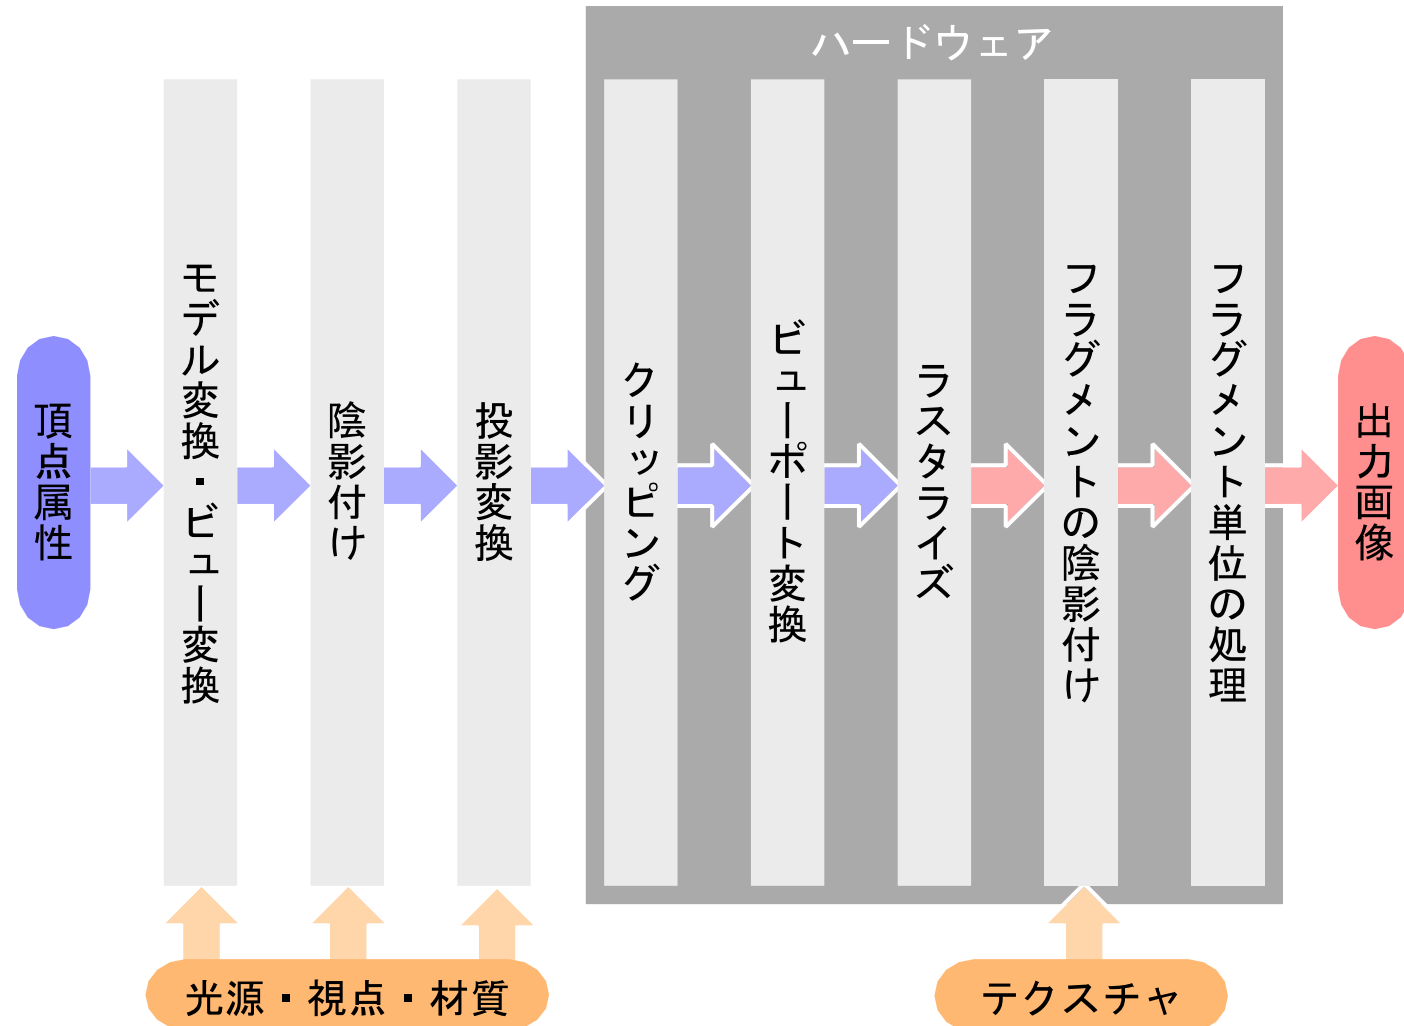 ハードウェア
頂点属性
モデル変換・ビュー変換
陰影付け
投影変換
クリッピング
ビューポート変換
ラスタライズ
フラグメントの陰影付け
フラグメント単位の処理
出力画像
光源・視点・材質
テクスチャ